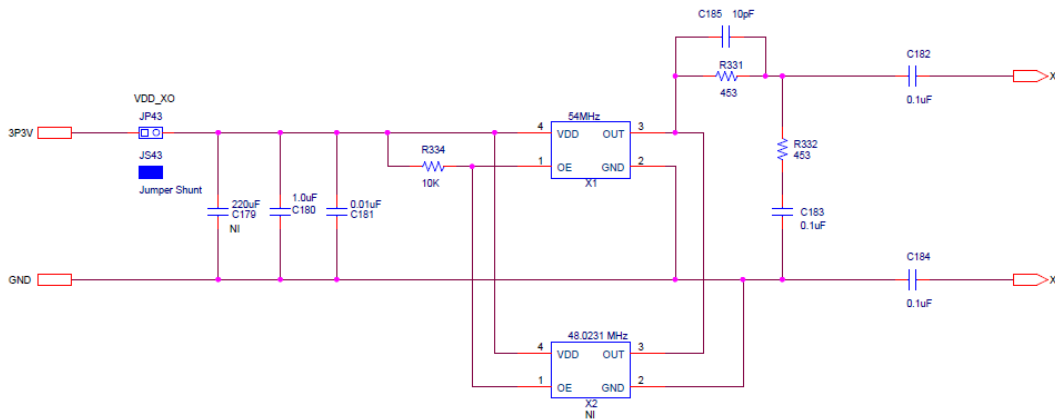 C185 10pF
R331
453
C182
0.1uF
X
VDD_XO
JP43
3P3V
JS43
Jumper Shunt
54MHz
4 VDD OUT 3
1 OE GND 2
X1
R334
10K
R332
453
220uF
C179
NI
1.0uF
C180
0.01uF
C181
C183
0.1uF
GND
C184
0.1uF
X
48.0231 MHz
4 VDD OUT 3
1 OE GND 2
X2
NI